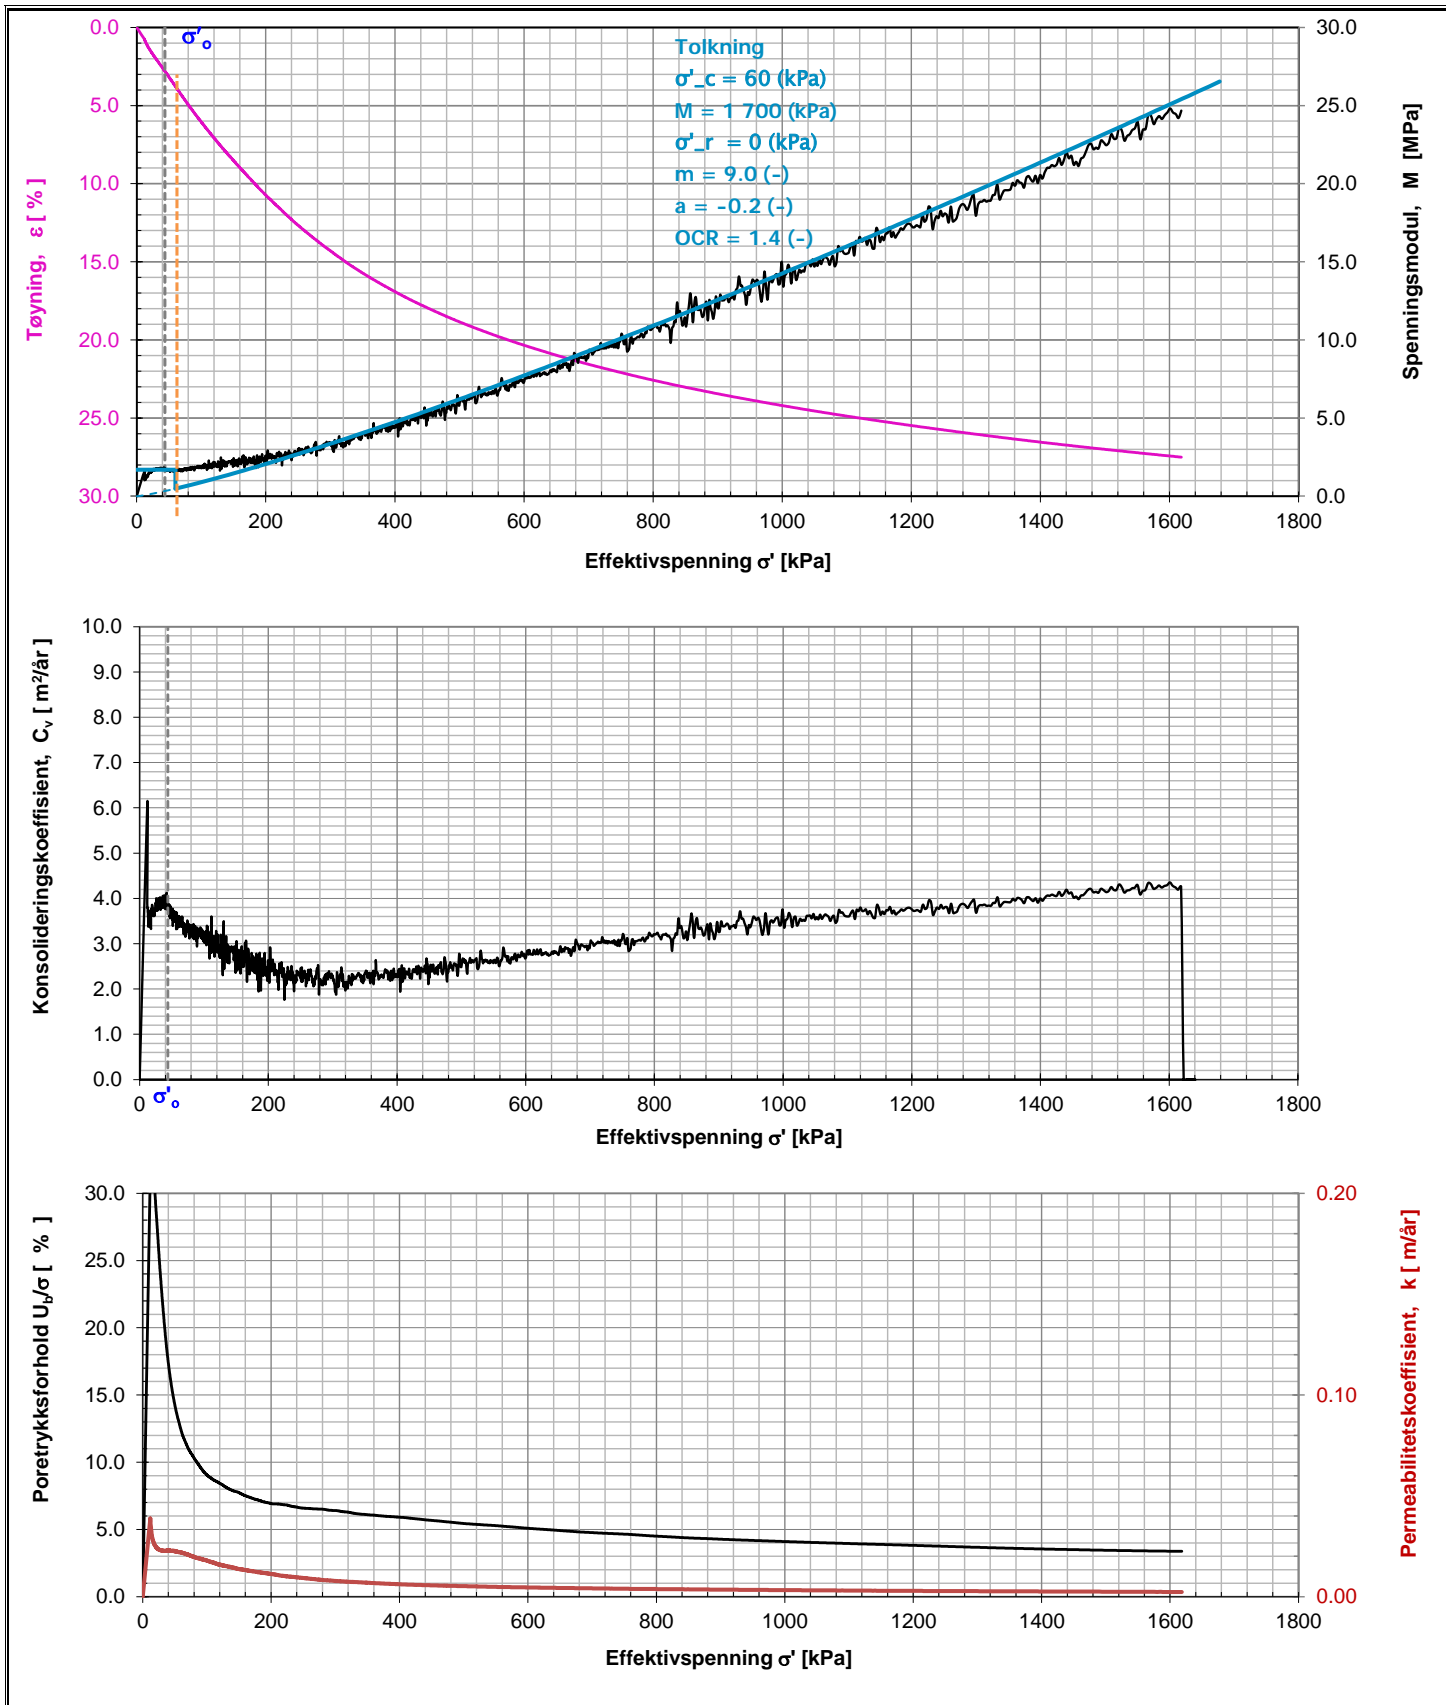 0.0
5.0
10.0
15.0
20.0
25.0
30.0
Tøyning, ε [ % ]
σ'o
Tolkning
σ'_c = 60 (kPa)
M = 1 700 (kPa)
σ'_r = 0 (kPa)
m = 9.0 (-)
a = -0.2 (-)
OCR = 1.4 (-)
30.0
25.0
20.0
15.0
10.0
5.0
0.0
Spenningsmodul, M [MPa]
0 200 400 600 800 1000 1200 1400 1600 1800
Effektivspenning σ' [kPa]
10.0
9.0
8.0
7.0
6.0
5.0
4.0
3.0
2.0
1.0
0.0
Konsolideringskoeffisient, Cv [ m²/år ]
0 200 400 600 800 1000 1200 1400 1600 1800
σ'o
Effektivspenning σ' [kPa]
30.0
25.0
20.0
15.0
10.0
5.0
0.0
Poretrykksforhold Ub/σ [ % ]
0.20
0.10
0.00
Permeabilitetskoeffisient, k [ m/år]
0 200 400 600 800 1000 1200 1400 1600 1800
Effektivspenning σ' [kPa]